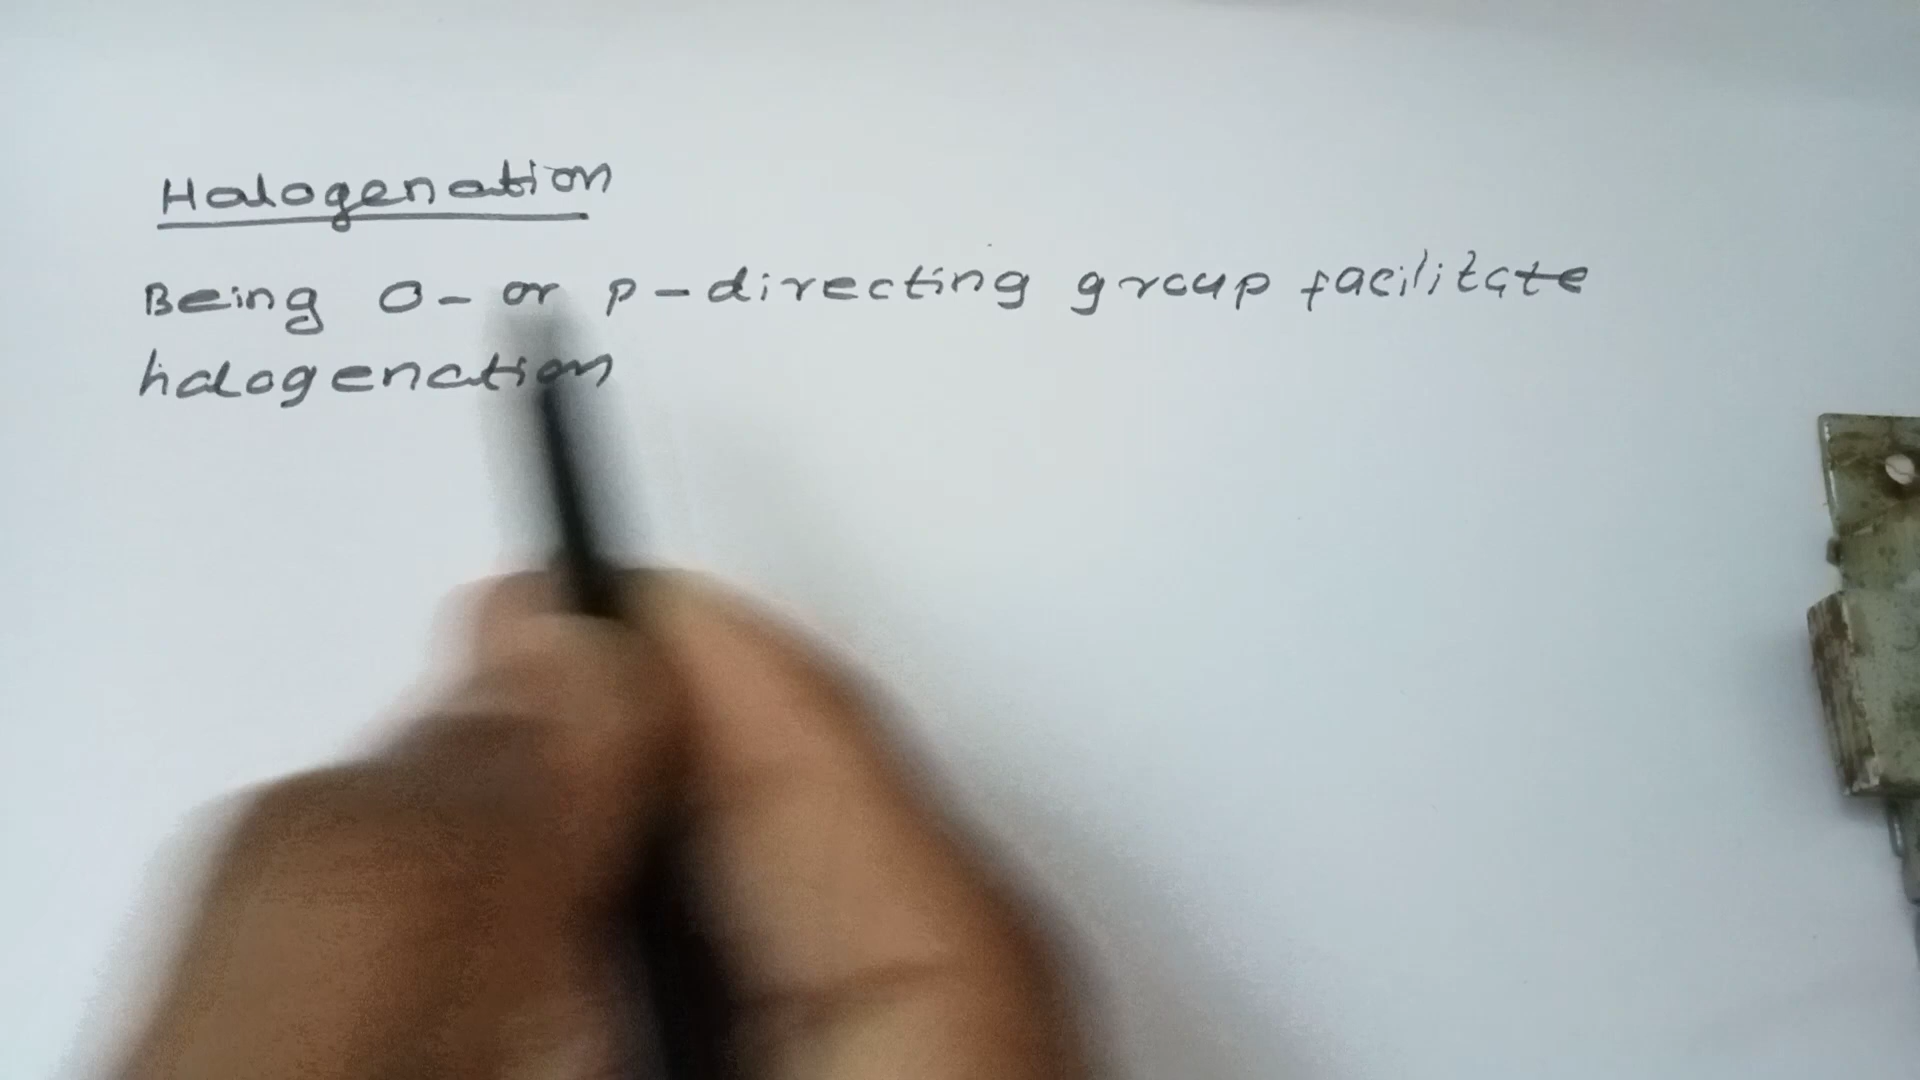 Halogenation
Being o- or p-directing group facilitate
halogenation